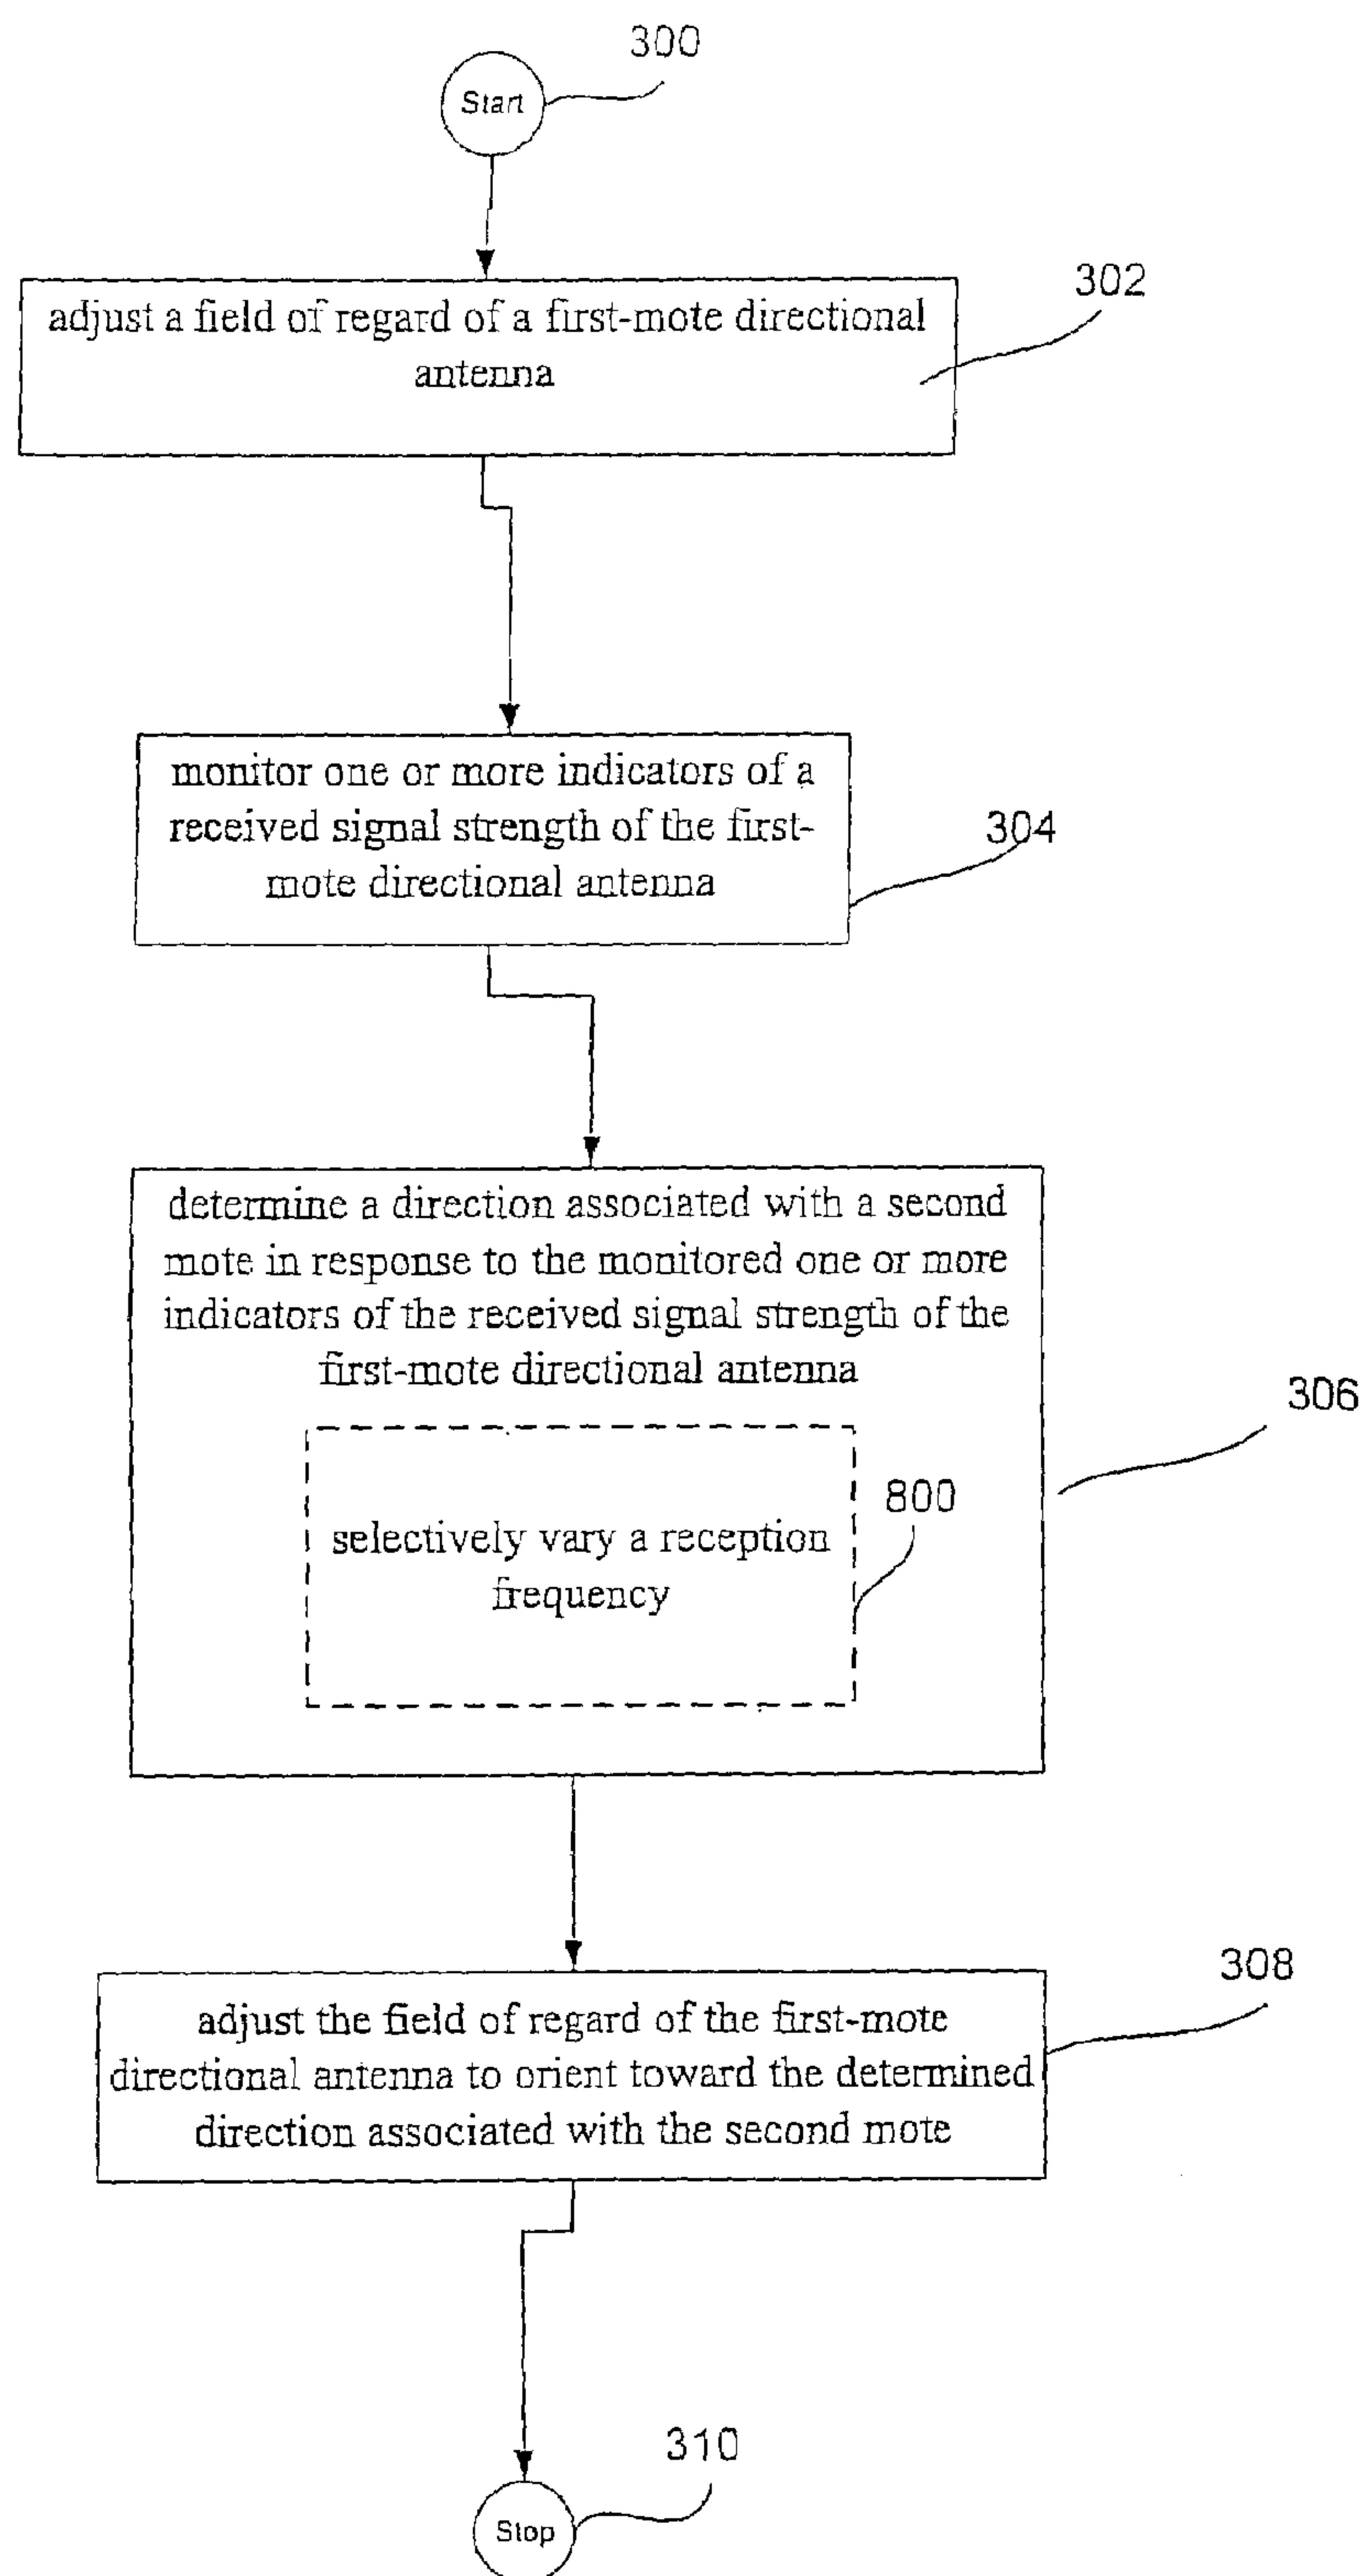 300
Start
302
adjust a field of regard of a first-mote directional
antenna
monitor one or more indicators of a
received signal strength of the first-
mote directional antenna
304
determine a direction associated with a second
mote in response to the monitored one or more
indicators of the received signal strength of the
first-mote directional antenna
306
800
selectively vary a reception
frequency
308
adjust the field of regard of the first-mote
directional antenna to orient toward the determined
direction associated with the second mote
310
Stop